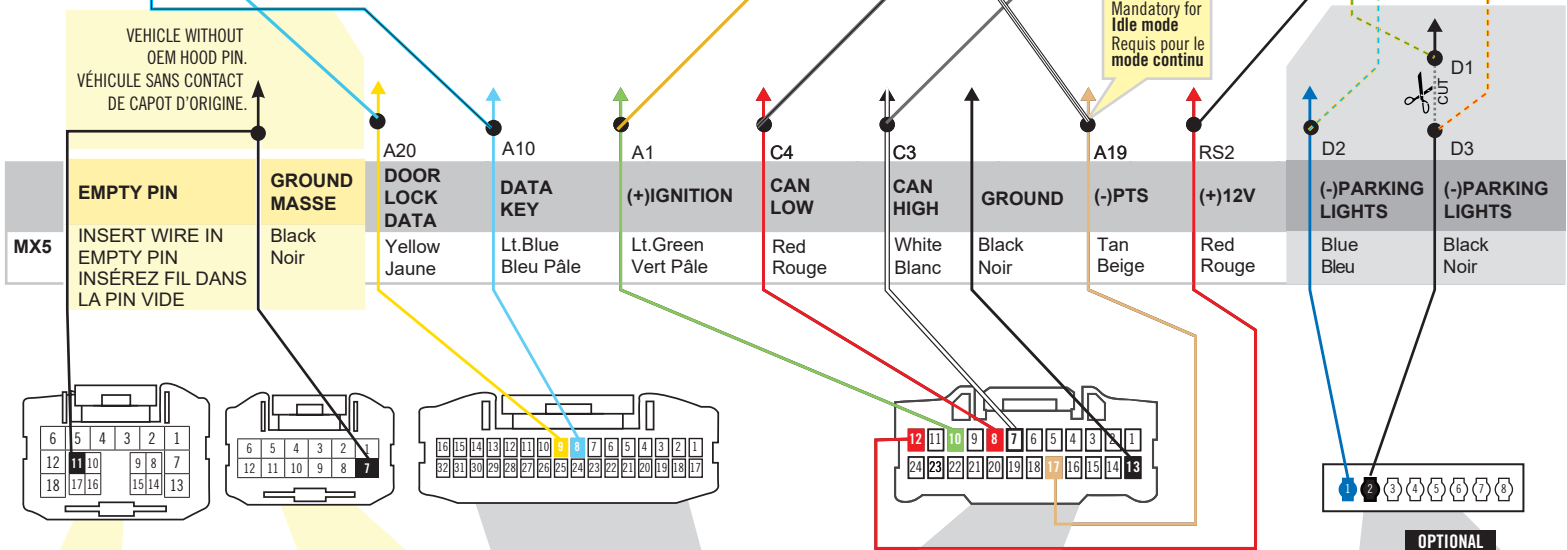 VEHICLE WITHOUT
OEM HOOD PIN.
VÉHICULE SANS CONTACT
DE CAPOT D'ORIGINE.
Mandatory for
Idle mode
Requis pour le
mode continu
D1
CUT
A20
A10
A1
C4
C3
A19
RS2
D2
D3
EMPTY PIN
GROUND
MASSE
DOOR
LOCK
DATA
DATA
KEY
(+)IGNITION
CAN
LOW
CAN
HIGH
GROUND
(-)PTS
(+)12V
(-)PARKING
LIGHTS
(-)PARKING
LIGHTS
MX5
INSERT WIRE IN
EMPTY PIN
INSÉREZ FIL DANS
LA PIN VIDE
Black
Noir
Yellow
Jaune
Lt.Blue
Bleu Pâle
Lt.Green
Vert Pâle
Red
Rouge
White
Blanc
Black
Noir
Tan
Beige
Red
Rouge
Blue
Bleu
Black
Noir
6 5 4 3 2 1
12 11 10 9 8 7
18 17 16 15 14 13
6 5 4 3 2 1
12 11 10 9 8 7
16 15 14 13 12 11 10 9 8 7 6 5 4 3 2 1
32 31 30 29 28 27 26 25 24 23 22 21 20 19 18 17
12 11 10 9 8 7 6 5 4 3 2 1
24 23 22 21 20 19 18 17 16 15 14 13
1 2 3 4 5 6 7 8
OPTIONAL